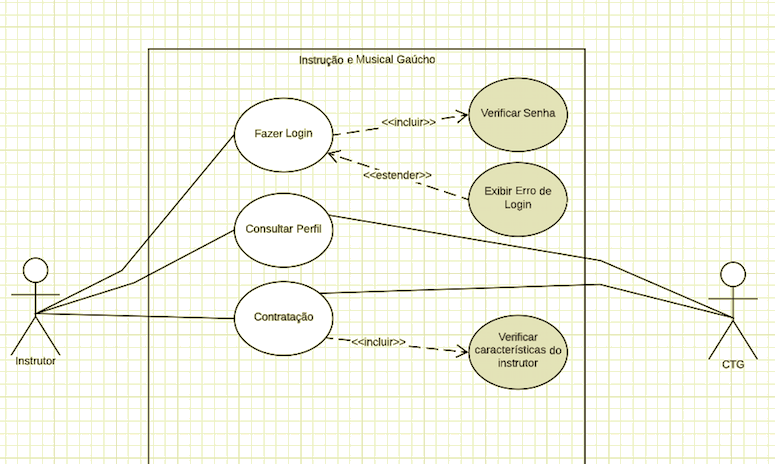 Instrução e Musical Gaúcho
Verificar Senha
<<incluir>>
Fazer Login
<<estender>>
Exibir Erro de
Login
Consultar Perfil
Contratação
<<incluir>>
Verificar
características do
instrutor
Instrutor
CTG